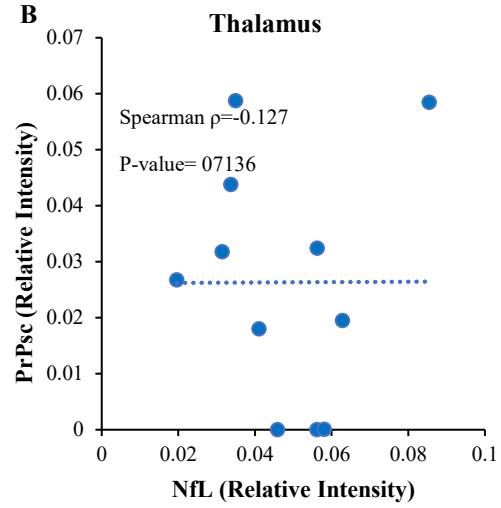 B
Thalamus
0.07
0.06
0.05
0.04
0.03
0.02
0.01
0
Spearman ρ=-0.127
P-value= 07136
PrPsc (Relative Intensity)
0
0.02
0.04
0.06
0.08
0.1
NfL (Relative Intensity)